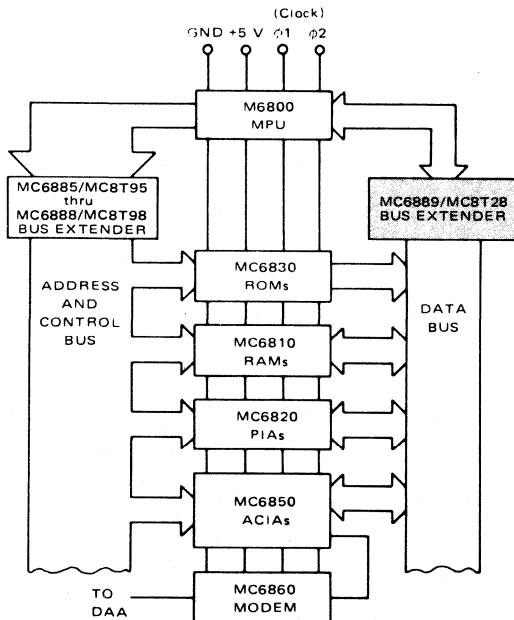 (Clock)
GND +5 V ϕ1 ϕ2
M6800
MPU
MC6885/MC8T95
thru
MC6888/MC8T98
BUS EXTENDER
MC6889/MC8T28
BUS EXTENDER
ADDRESS
AND
CONTROL
BUS
MC6830
ROMs
DATA
BUS
MC6810
RAMs
MC6820
PIAs
MC6850
ACIAs
TO
DAA
MC6860
MODEM